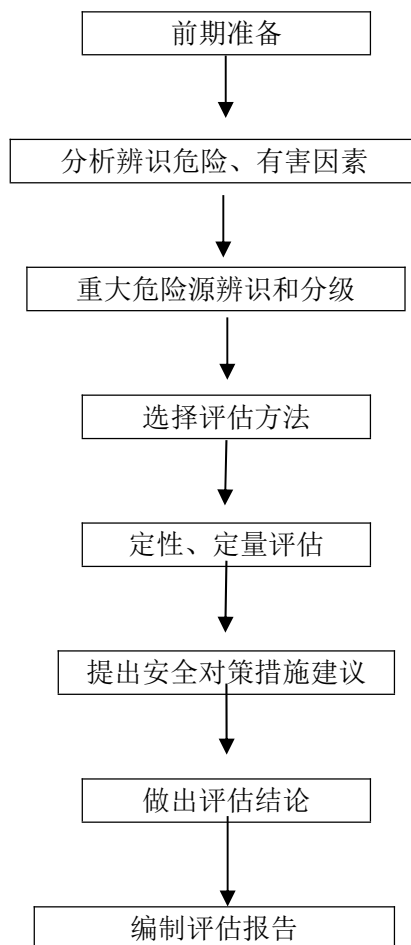 前期准备
分析辨识危险、有害因素
重大危险源辨识和分级
选择评估方法
定性、定量评估
提出安全对策措施建议
做出评估结论
编制评估报告